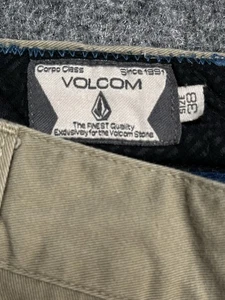 Corpo Class Since 1991
VOLCOM
The FINEST Quality
Exclusively for the Volcom Stone
38